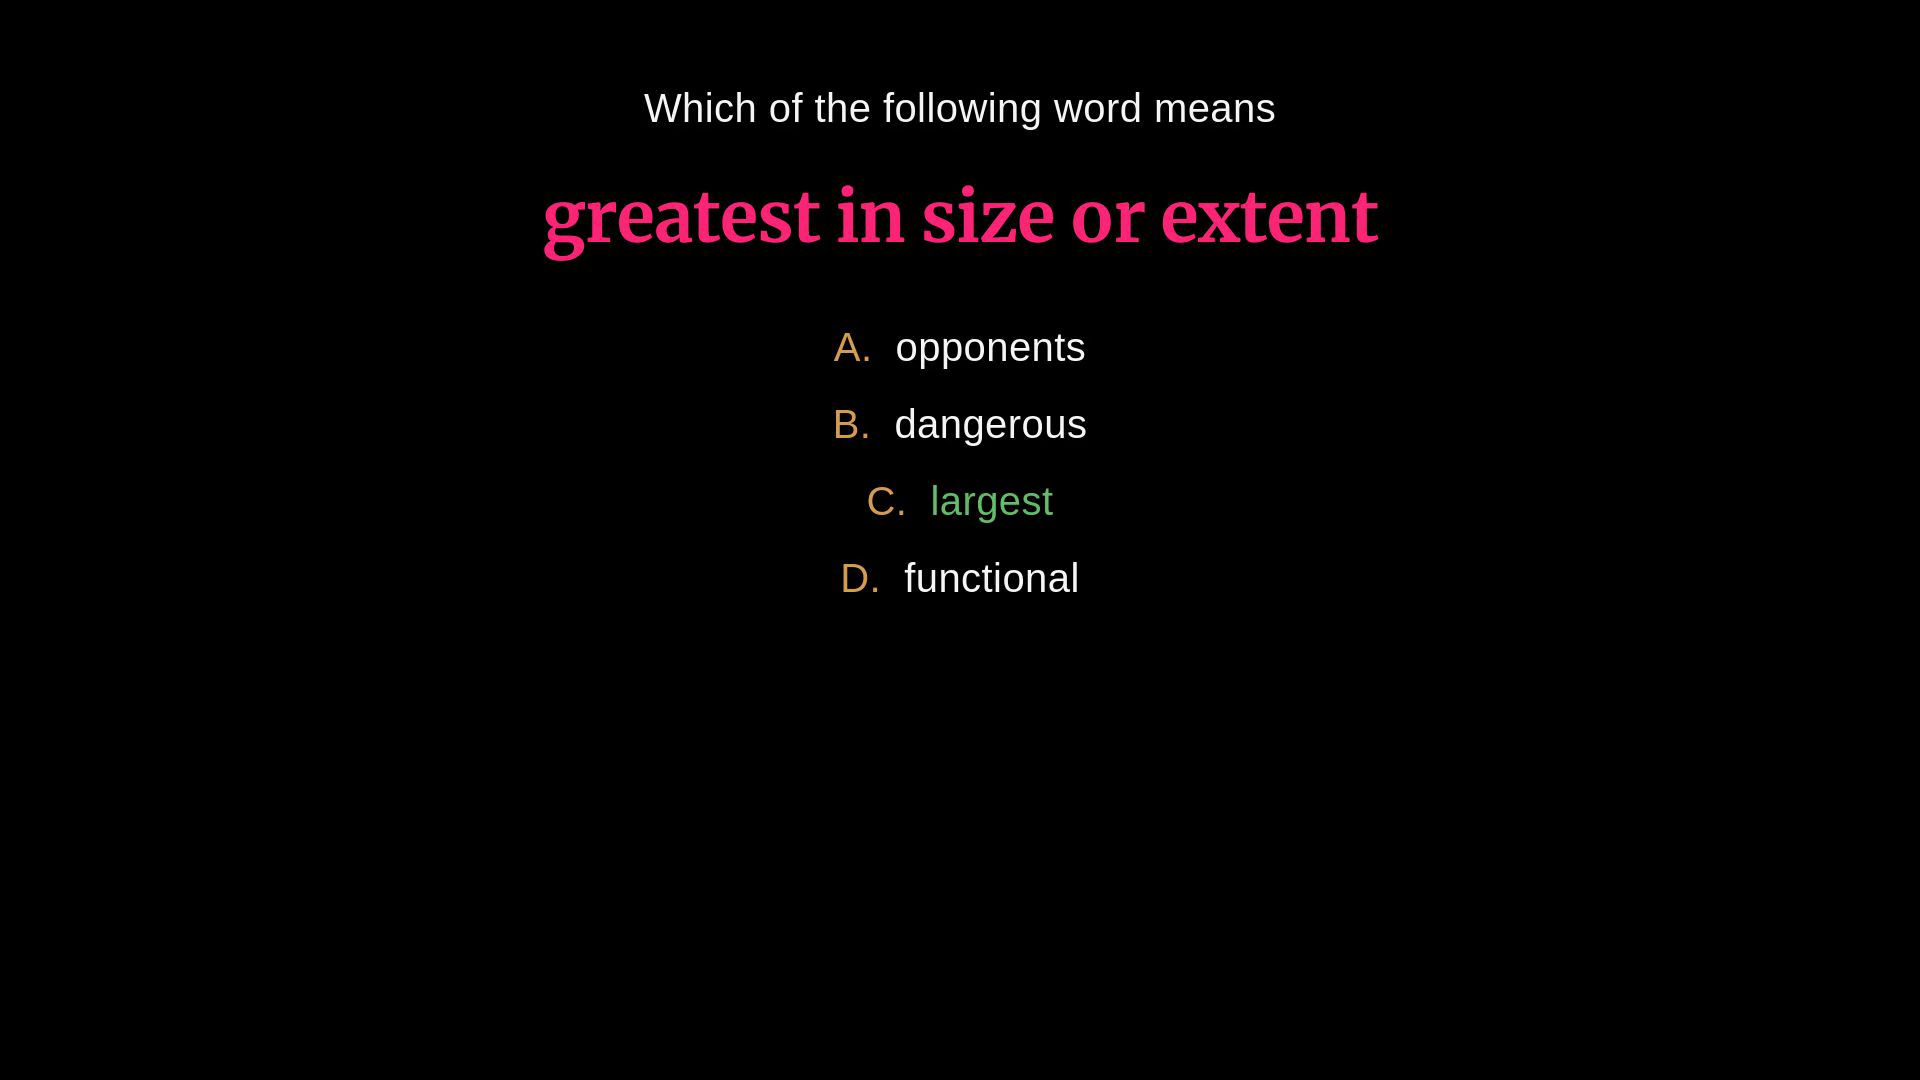 Which of the following word means
greatest in size or extent
A. opponents
B. dangerous
C. largest
D. functional